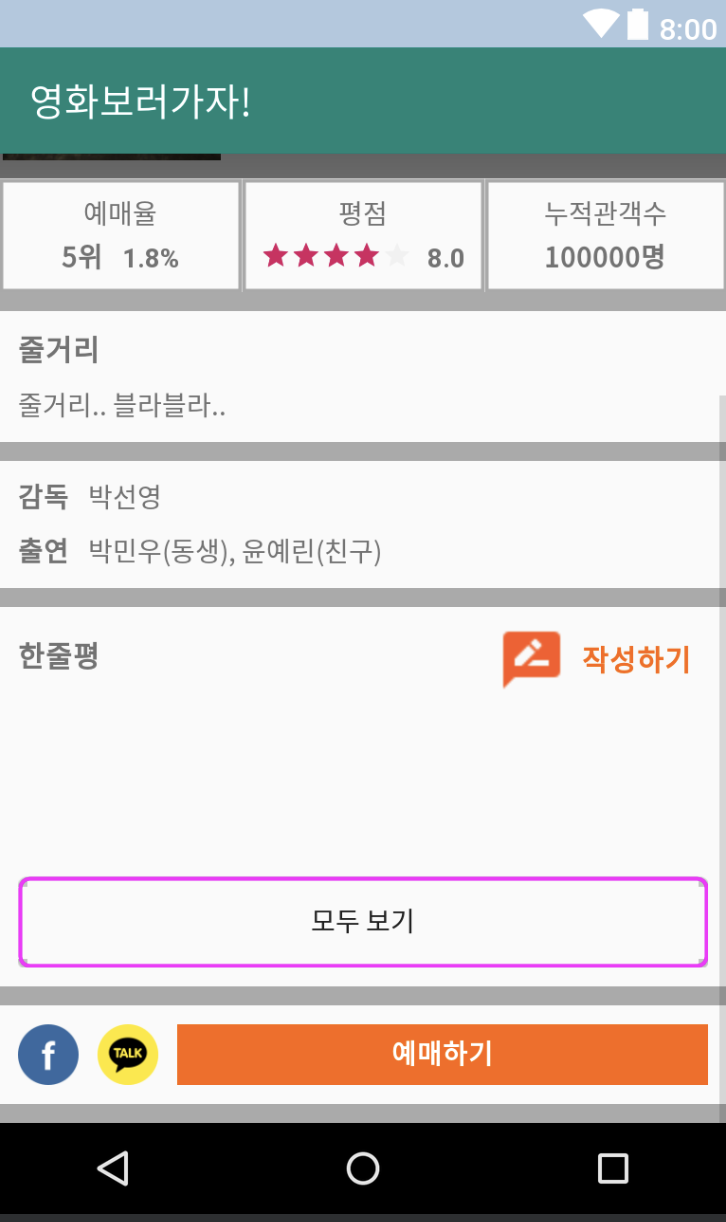 8:00
영화보러가자!
예매율
5위 1.8%
평점
8.0
누적관객수
100000명
줄거리
줄거리.. 블라블라..
감독 박선영
출연 박민우(동생), 윤예린(친구)
한줄평
작성하기
모두 보기
f
TALK
예매하기